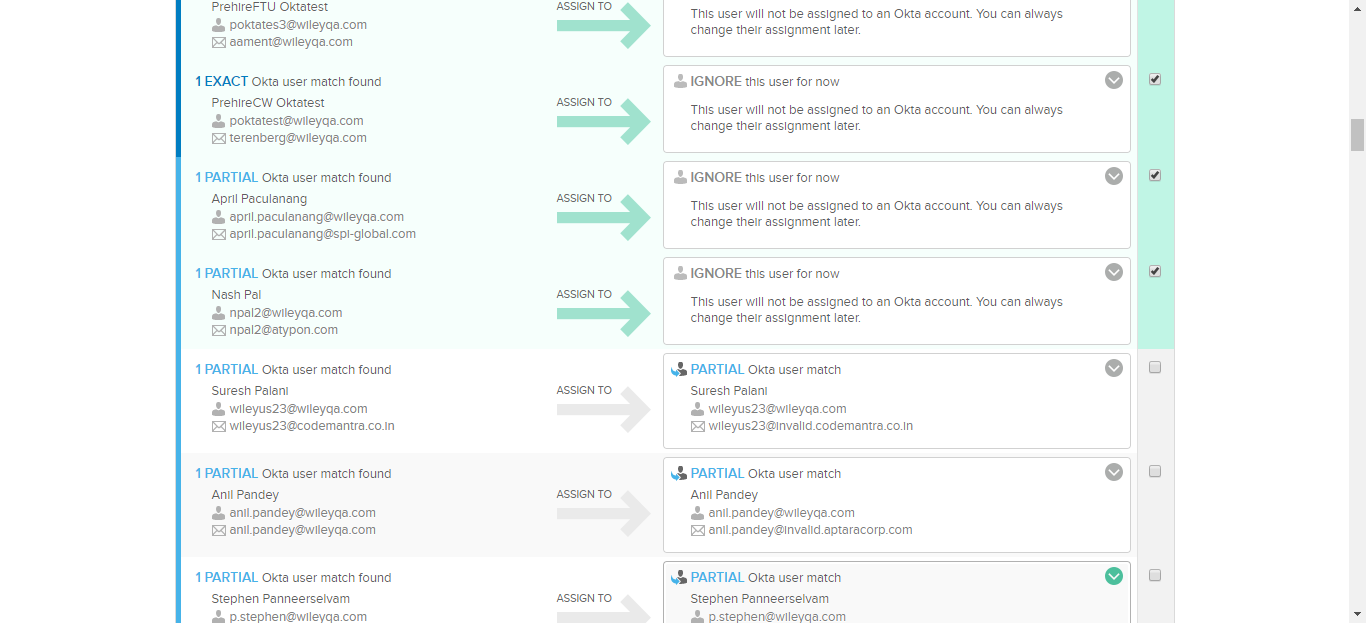 PrehireFTU Oktatest
poktates3@wileyqa.com
aament@wileyqa.com
ASSIGN TO
This user will not be assigned to an Okta account. You can always
change their assignment later.
1 EXACT Okta user match found
PrehireCW Oktatest
poktatest@wileyqa.com
terenberg@wileyqa.com
ASSIGN TO
IGNORE this user for now
This user will not be assigned to an Okta account. You can always
change their assignment later.
1 PARTIAL Okta user match found
April Paculanang
april.paculanang@wileyqa.com
april.paculanang@spi-global.com
ASSIGN TO
IGNORE this user for now
This user will not be assigned to an Okta account. You can always
change their assignment later.
1 PARTIAL Okta user match found
Nash Pal
npal2@wileyqa.com
npal2@atypon.com
ASSIGN TO
IGNORE this user for now
This user will not be assigned to an Okta account. You can always
change their assignment later.
1 PARTIAL Okta user match found
Suresh Palani
wileyus23@wileyqa.com
wileyus23@codemantra.co.in
ASSIGN TO
PARTIAL Okta user match
Suresh Palani
wileyus23@wileyqa.com
wileyus23@invalid.codemantra.co.in
1 PARTIAL Okta user match found
Anil Pandey
anil.pandey@wileyqa.com
anil.pandey@wileyqa.com
ASSIGN TO
PARTIAL Okta user match
Anil Pandey
anil.pandey@wileyqa.com
anil.pandey@invalid.aptaracorp.com
1 PARTIAL Okta user match found
Stephen Panneerselvam
p.stephen@wileyqa.com
ASSIGN TO
PARTIAL Okta user match
Stephen Panneerselvam
p.stephen@wileyqa.com